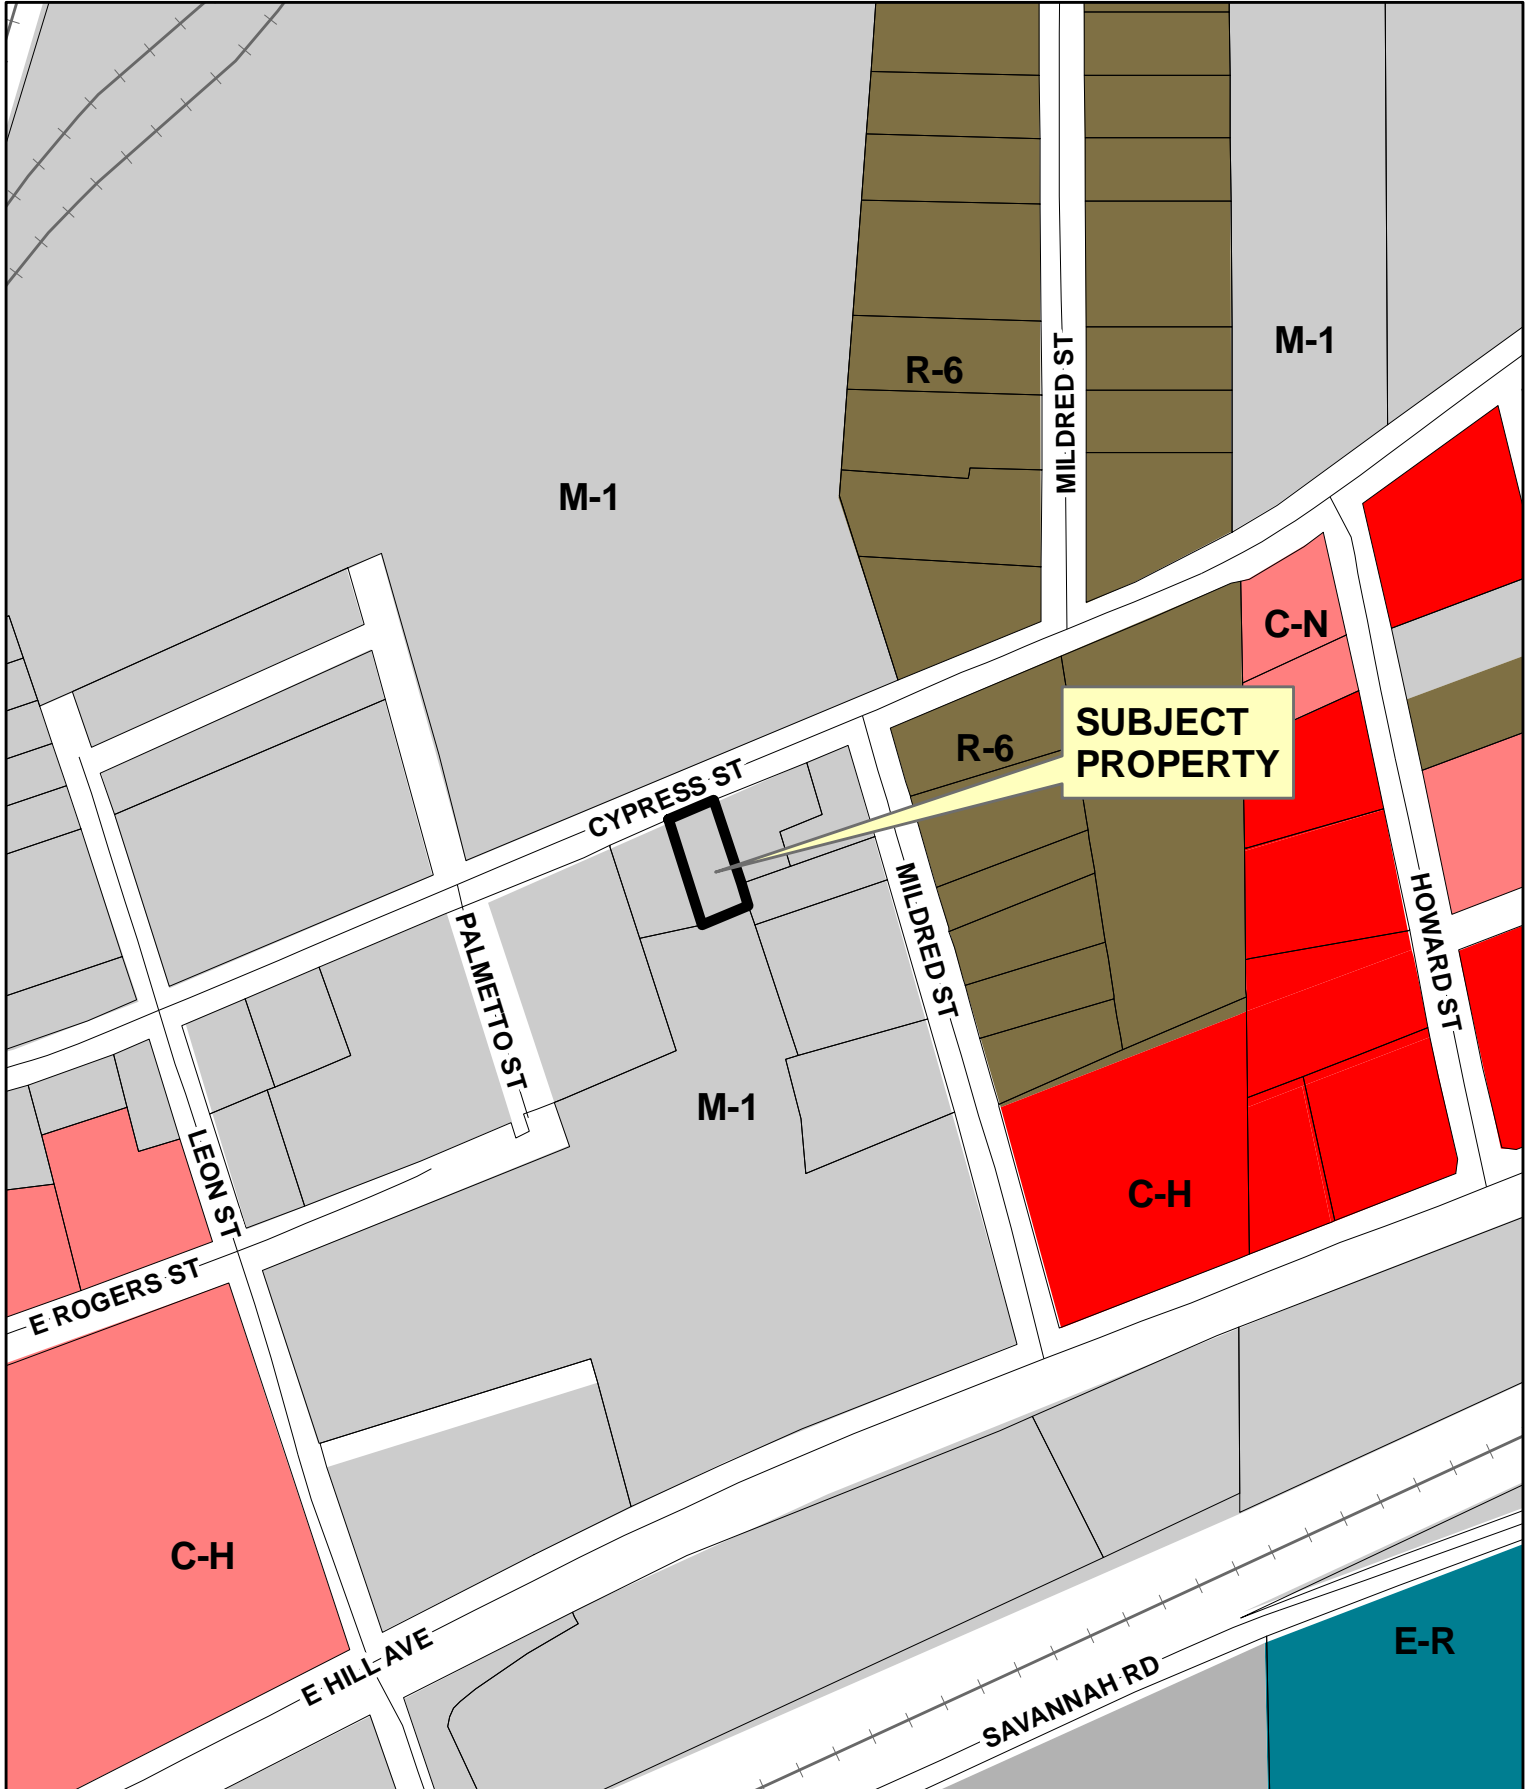 R-6
MILDRED ST
M-1
M-1
C-N
SUBJECT
PROPERTY
R-6
CYPRESS ST
MILDRED ST
HOWARD ST
PALMETTO ST
M-1
LEON ST
C-H
E ROGERS ST
C-H
E HILL AVE
E-R
SAVANNAH RD